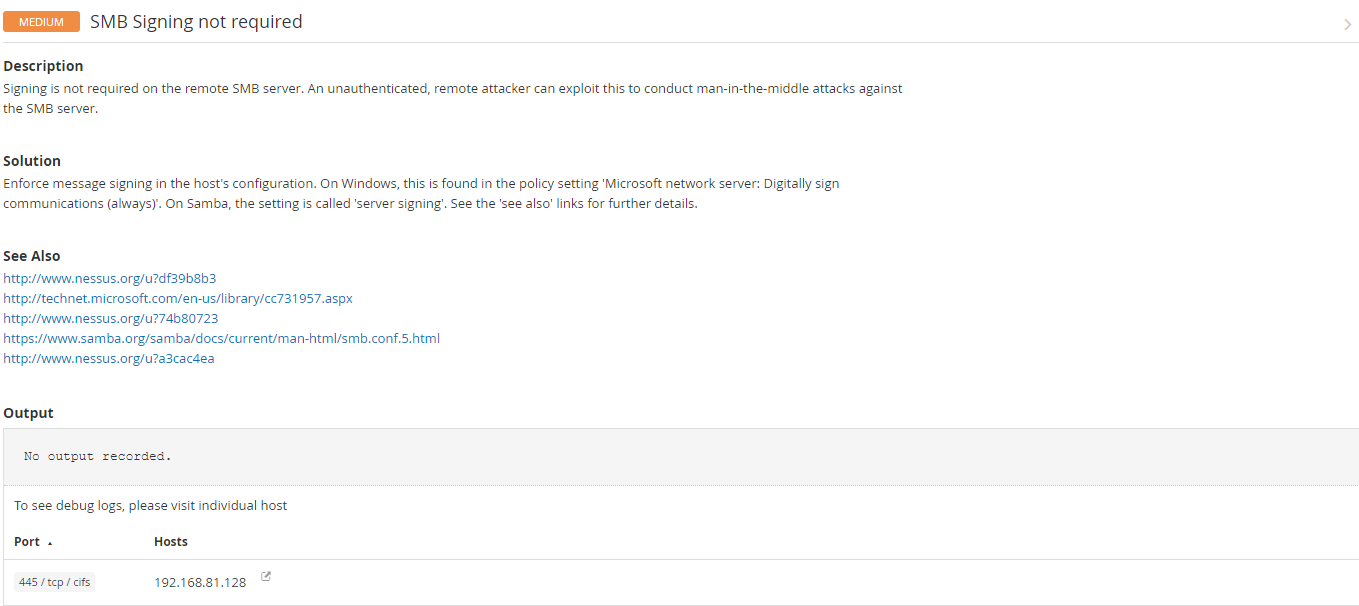 MEDIUM SMB Signing not required
Description
Signing is not required on the remote SMB server. An unauthenticated, remote attacker can exploit this to conduct man-in-the-middle attacks against
the SMB server.
Solution
Enforce message signing in the host's configuration. On Windows, this is found in the policy setting 'Microsoft network server: Digitally sign
communications (always)'. On Samba, the setting is called 'server signing'. See the 'see also' links for further details.
See Also
http://www.nessus.org/u?df39b8b3
http://technet.microsoft.com/en-us/library/cc731957.aspx
http://www.nessus.org/u?74b80723
https://www.samba.org/samba/docs/current/man-html/smb.conf.5.html
http://www.nessus.org/u?a3cac4ea
Output
No output recorded.
To see debug logs, please visit individual host
Port Hosts
445 / tcp / cifs 192.168.81.128